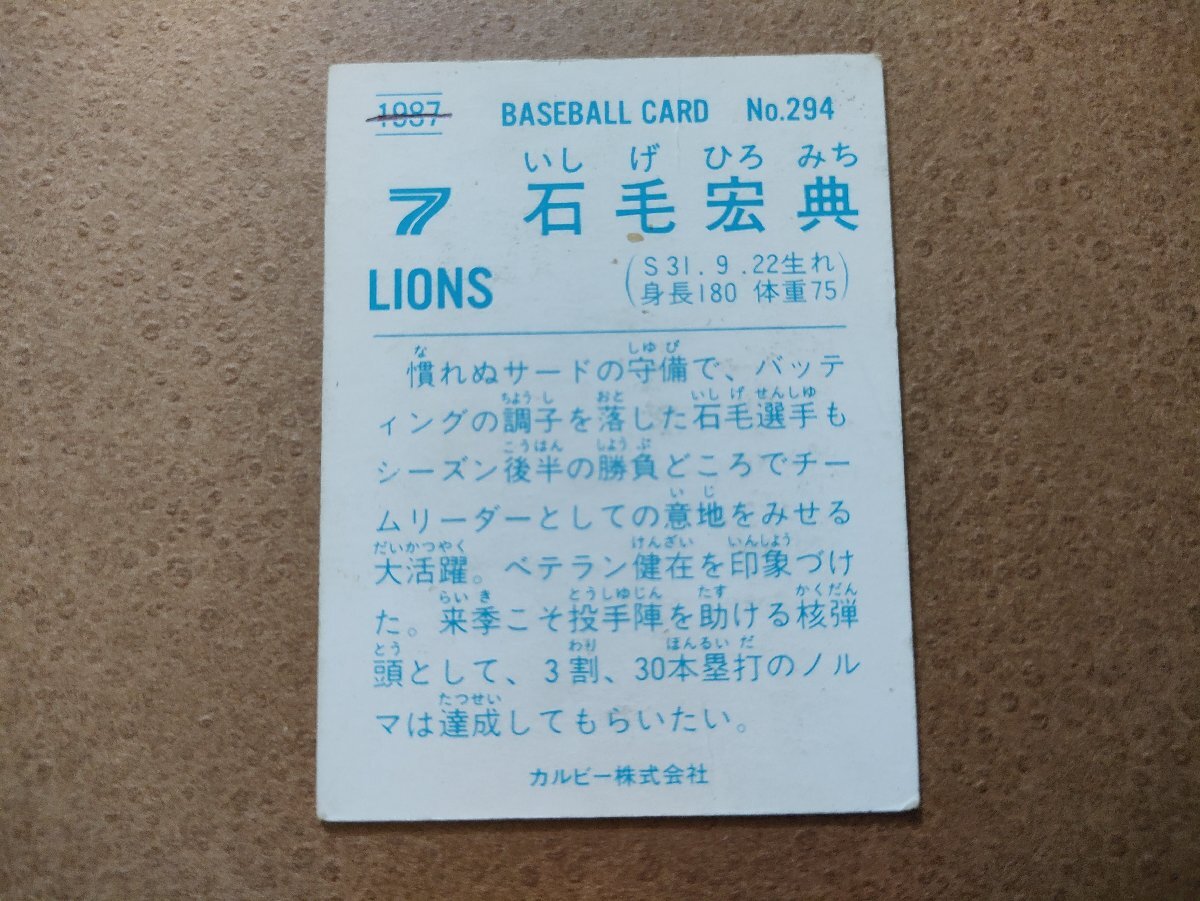 1987 BASEBALL CARD No.294
いし げ ひろ みち
7 石毛宏典
LIONS
(S31.9.22生れ
身長180 体重75)
な しゆび
慣れぬサードの守備で、バッテ
ちようし おと いしげせんしゆ
ィングの調子を落した石毛選手も
こうはん しようぶ
シーズン後半の勝負どころでチー
いじ
ムリーダーとしての意地をみせる
だいかつやく けんざい いんしよう
大活躍。ベテラン健在を印象づけ
らいき とうしゆじん たす かくだん
た。来季こそ投手陣を助ける核弾
とう わり ほんるいだ
頭として、3割、30本塁打のノル
たつせい
マは達成してもらいたい。
カルビー株式会社